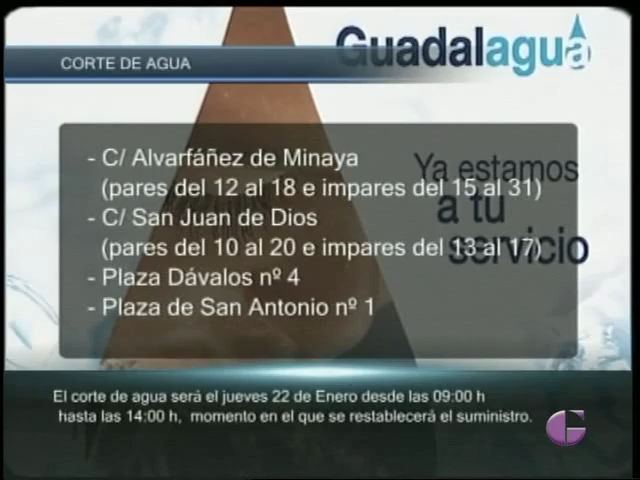 Guadalagua
CORTE DE AGUA
- C/ Alvarfáñez de Minaya
(pares del 12 al 18 e impares del 15 al 31)
- C/ San Juan de Dios
(pares del 10 al 20 e impares del 13 al 17)
- Plaza Dávalos nº 4
- Plaza de San Antonio nº 1
Ya estamos
a tu
servicio
El corte de agua será el jueves 22 de Enero desde las 09:00 h
hasta las 14:00 h, momento en el que se restablecerá el suministro.